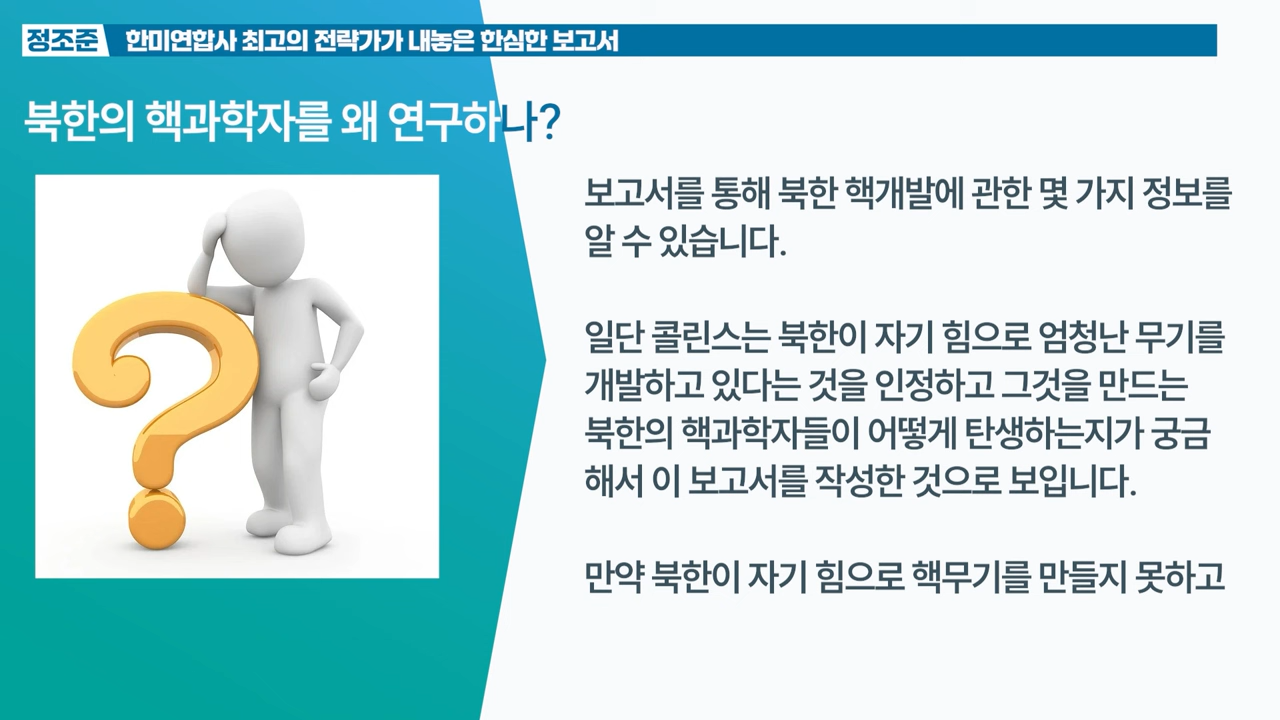 정조준 한미연합사 최고의 전략가가 내놓은 한심한 보고서
북한의 핵과학자를 왜 연구하나?
보고서를 통해 북한 핵개발에 관한 몇 가지 정보를
알 수 있습니다.
일단 콜린스는 북한이 자기 힘으로 엄청난 무기를
개발하고 있다는 것을 인정하고 그것을 만드는
북한의 핵과학자들이 어떻게 탄생하는지가 궁금
해서 이 보고서를 작성한 것으로 보입니다.
만약 북한이 자기 힘으로 핵무기를 만들지 못하고